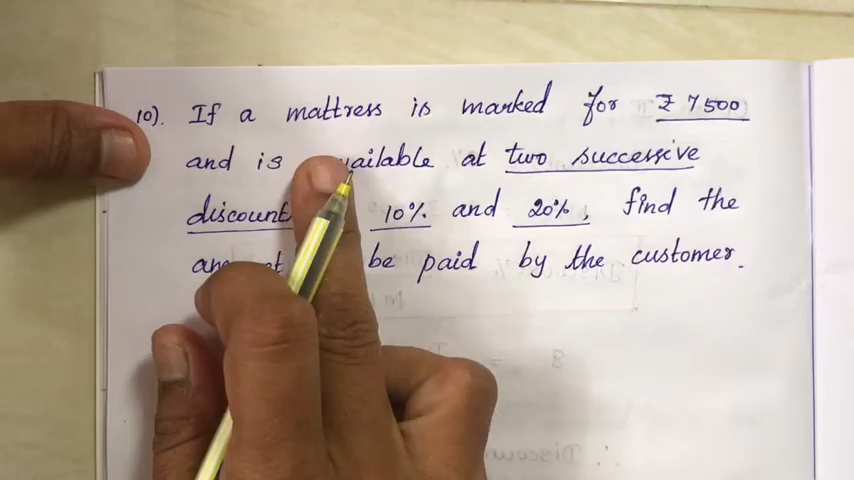 10). If a mattress is marked for ₹ 7500
and is available at two successive
discount 10% and 20%, find the
be paid by the customer.